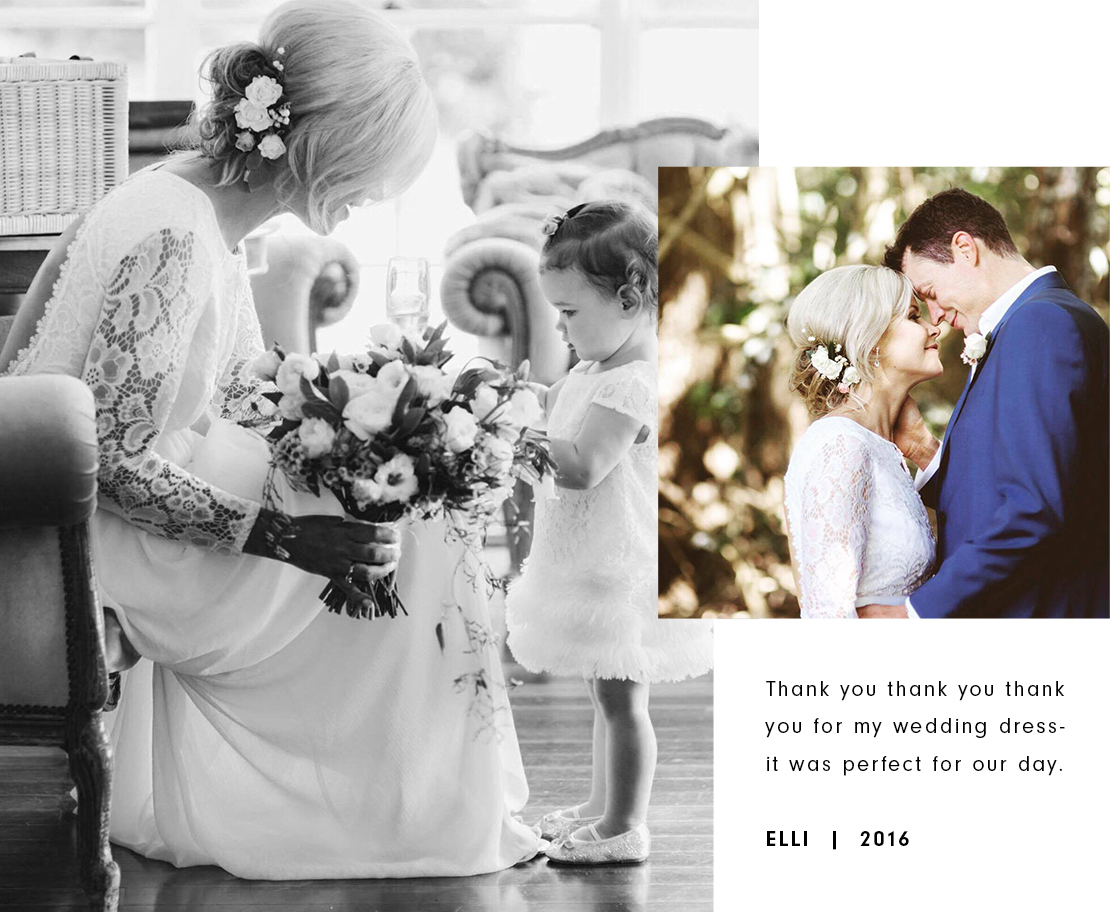 Thank you thank you thank
you for my wedding dress-
it was perfect for our day.
ELLI | 2016